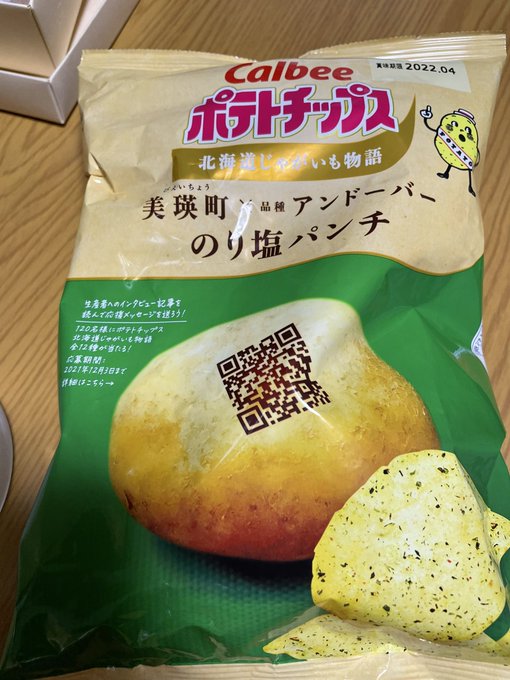 Calbee
賞味期限 2022.04
ポテトチップス
北海道じゃがいも物語
びえいちょう
美瑛町×品種アンドーバー
のり塩パンチ
生産者へのインタビュー記事を
読んで応援メッセージを送ろう!
120名様にポテトチップス
北海道じゃがいも物語
全12種が当たる!
応募期間:
2021年12月3日まで
詳細はこちら→